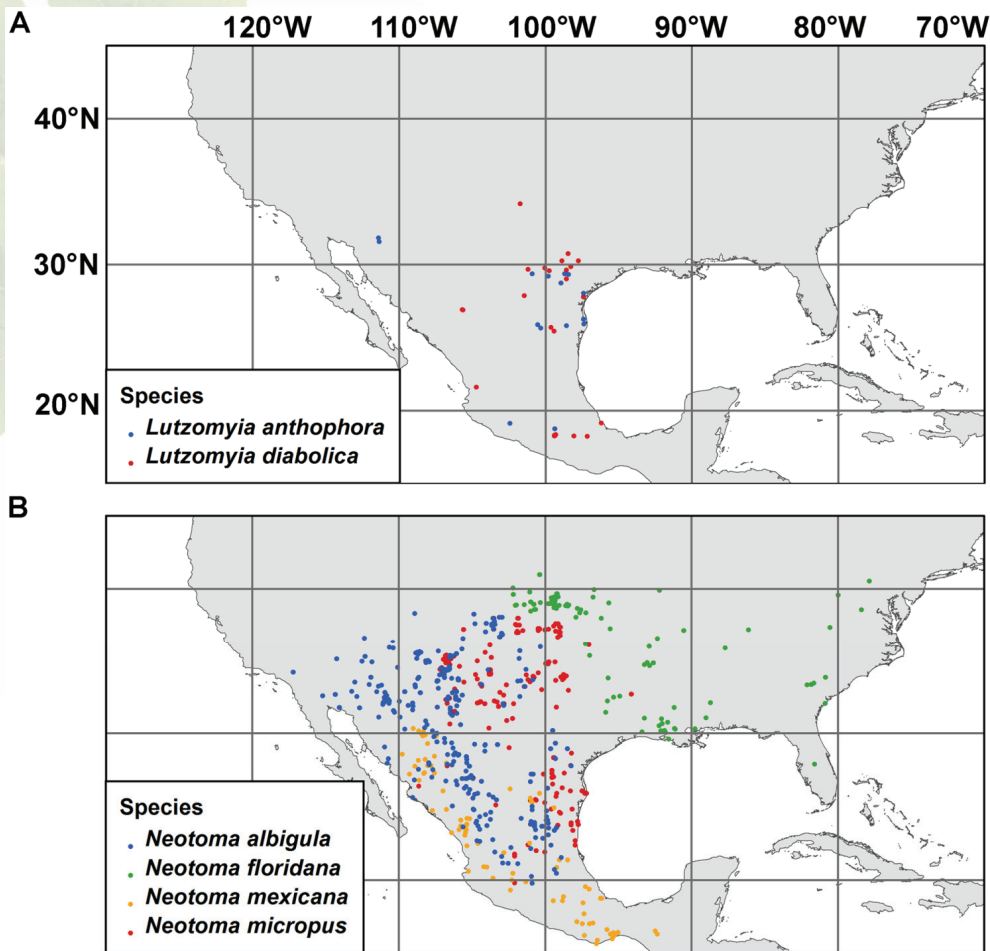 A
120°W 110°W 100°W 90°W 80°W 70°W
40°N
30°N
20°N
Species
Lutzomyia anthophora
Lutzomyia diabolica
B
Species
Neotoma albigula
Neotoma floridana
Neotoma mexicana
Neotoma micropus